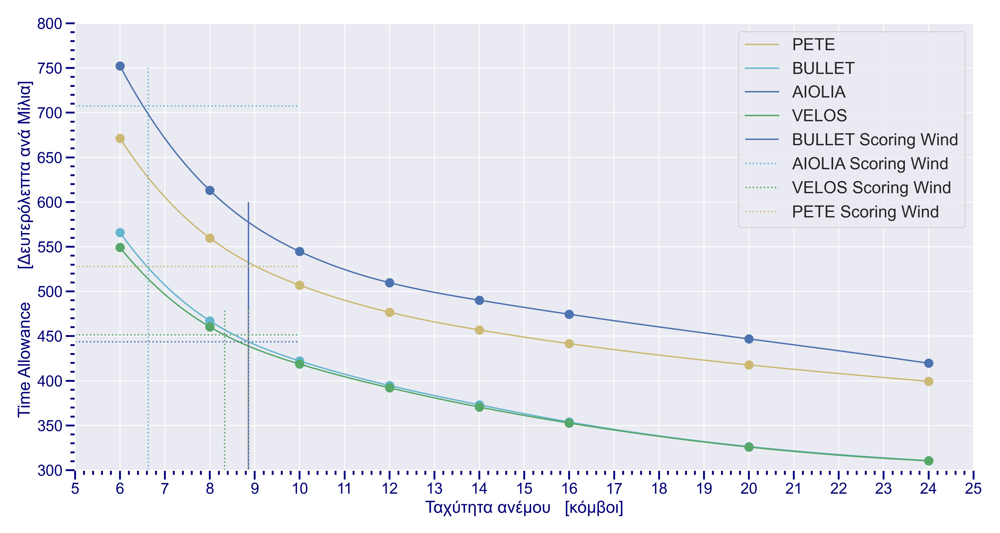 800
750
700
650
600
550
500
450
400
350
300
Time Allowance [Δευτερόλεπτα ανά Μίλια]
PETE
BULLET
AIOLIA
VELOS
BULLET Scoring Wind
AIOLIA Scoring Wind
VELOS Scoring Wind
PETE Scoring Wind
5 6 7 8 9 10 11 12 13 14 15 16 17 18 19 20 21 22 23 24 25
Ταχύτητα ανέμου [κόμβοι]